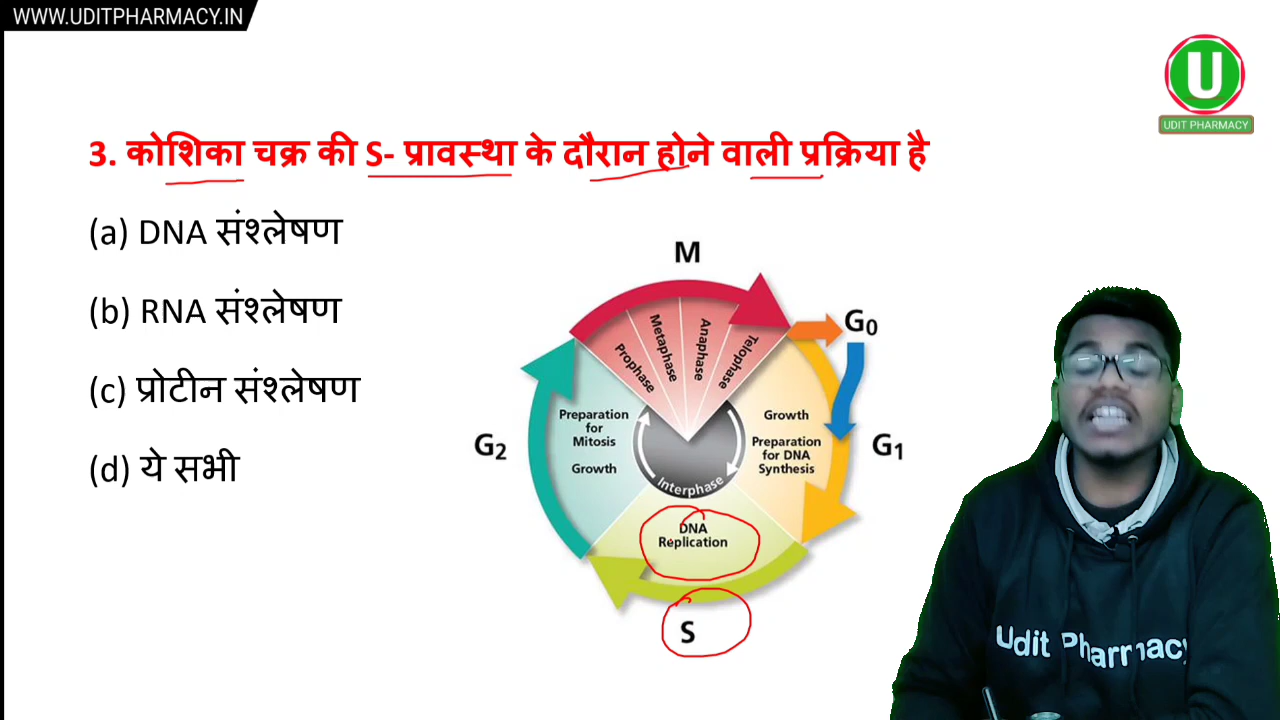 WWW.UDITPHARMACY.IN
U
UDIT PHARMACY
3. कोशिका चक्र की S- प्रावस्था के दौरान होने वाली प्रक्रिया है
(a) DNA संश्लेषण
(b) RNA संश्लेषण
(c) प्रोटीन संश्लेषण
(d) ये सभी
M
G₀
Prophase
Metaphase
Anaphase
Telophase
Preparation
for
Mitosis
Growth
G₂
Growth
Preparation
for DNA
Synthesis
G₁
Interphase
DNA
Replication
S
Udit Pharmacy